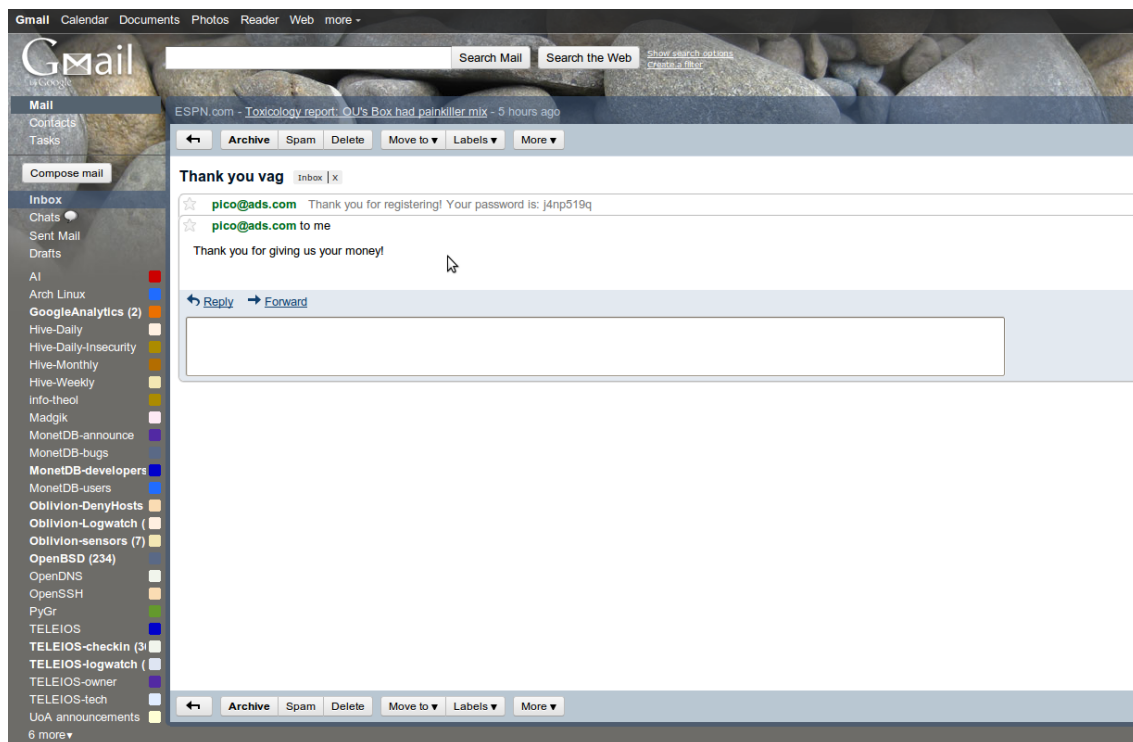 Gmail Calendar Documents Photos Reader Web more
Gmail
by Google
Search Mail Search the Web Show search options
Create a filter
Mail
Contacts
Tasks
Compose mail
Inbox
Chats
Sent Mail
Drafts
AI
Arch Linux
GoogleAnalytics (2)
Hive-Daily
Hive-Daily-Insecurity
Hive-Monthly
Hive-Weekly
info-theol
Madgik
MonetDB-announce
MonetDB-bugs
MonetDB-developers
MonetDB-users
Oblivion-DenyHosts
Oblivion-Logwatch (
Oblivion-sensors (7)
OpenBSD (234)
OpenDNS
OpenSSH
PyGr
TELEIOS
TELEIOS-checkin (3
TELEIOS-logwatch (
TELEIOS-owner
TELEIOS-tech
UoA announcements
6 more▾
ESPN.com - Toxicology report: OU's Box had painkiller mix - 5 hours ago
Archive Spam Delete Move to ▾ Labels ▾ More ▾
Thank you vag Inbox | X
pico@ads.com Thank you for registering! Your password is: j4np519q
pico@ads.com to me
Thank you for giving us your money!
Reply Forward
Archive Spam Delete Move to ▾ Labels ▾ More ▾